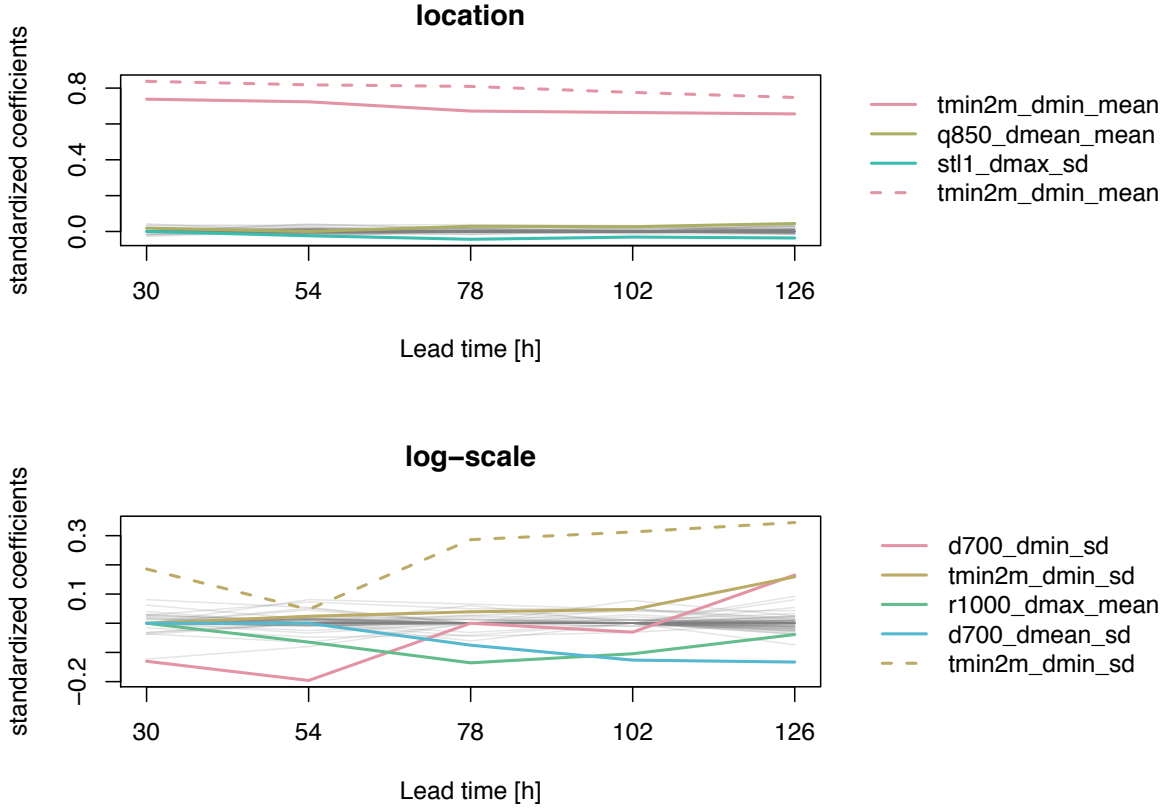 location
standardized coefficients
0.8
0.4
0.0
30 54 78 102 126
Lead time [h]
tmin2m_dmin_mean
q850_dmean_mean
stl1_dmax_sd
tmin2m_dmin_mean
log−scale
standardized coefficients
0.3
0.1
−0.2
30 54 78 102 126
Lead time [h]
d700_dmin_sd
tmin2m_dmin_sd
r1000_dmax_mean
d700_dmean_sd
tmin2m_dmin_sd